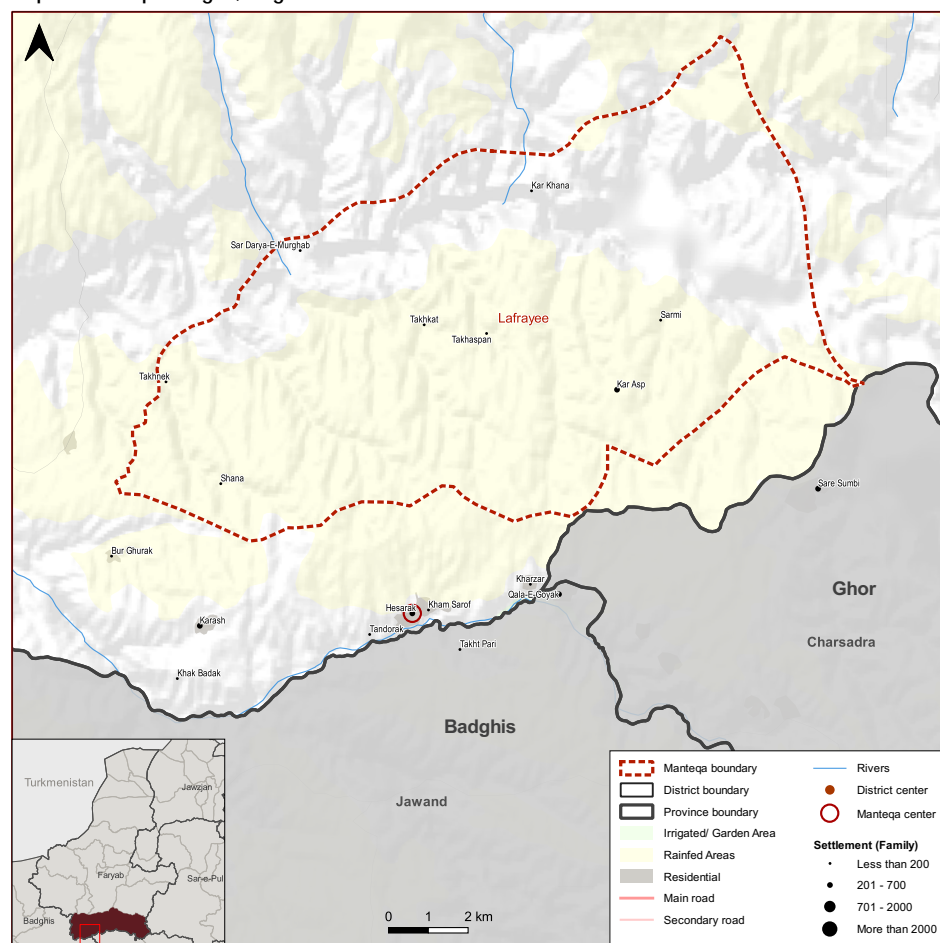 Kar Khana
Sar Darya-E-Murghab
Lafrayee
Takhkat
Takhaspan
Sarmi
Takhnek
Kar Asp
Shana
Sare Sumbi
Bur Ghurak
Kharzar
Qala-E-Goyak
Ghor
Hesarak
Kham Sarof
Karash
Tandorak
Takht Pari
Charsadra
Khak Badak
Badghis
Jawand
Turkmenistan
Jawzjan
Faryab
Sar-e-Pul
Badghis
0 1 2 km
Manteqa boundary
District boundary
Province boundary
Irrigated/ Garden Area
Rainfed Areas
Residential
Main road
Secondary road
Rivers
District center
Manteqa center
Settlement (Family)
Less than 200
201 - 700
701 - 2000
More than 2000